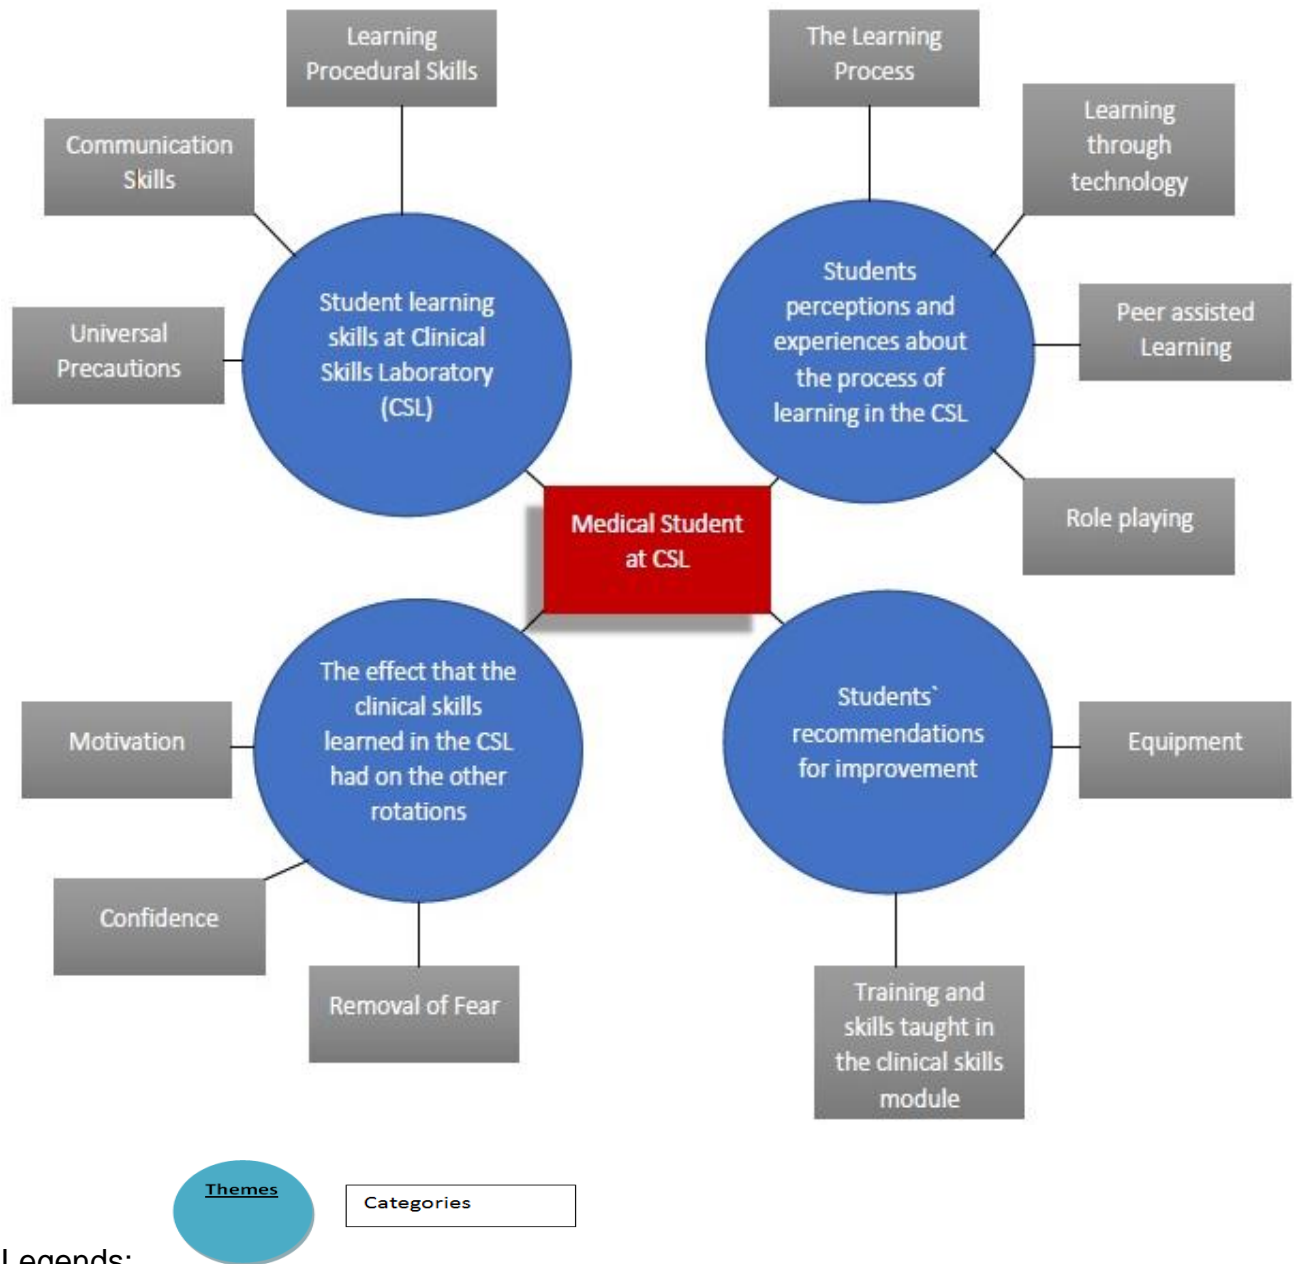 Learning
Procedural Skills
The Learning
Process
Learning
through
technology
Communication
Skills
Universal
Precautions
Student learning
skills at Clinical
Skills Laboratory
(CSL)
Students
perceptions and
experiences about
the process of
learning in the CSL
Peer assisted
Learning
Role playing
Medical Student
at CSL
The effect that the
clinical skills
learned in the CSL
had on the other
rotations
Students`
recommendations
for improvement
Motivation
Equipment
Confidence
Removal of Fear
Training and
skills taught in
the clinical skills
module
Themes
Categories
Legends: